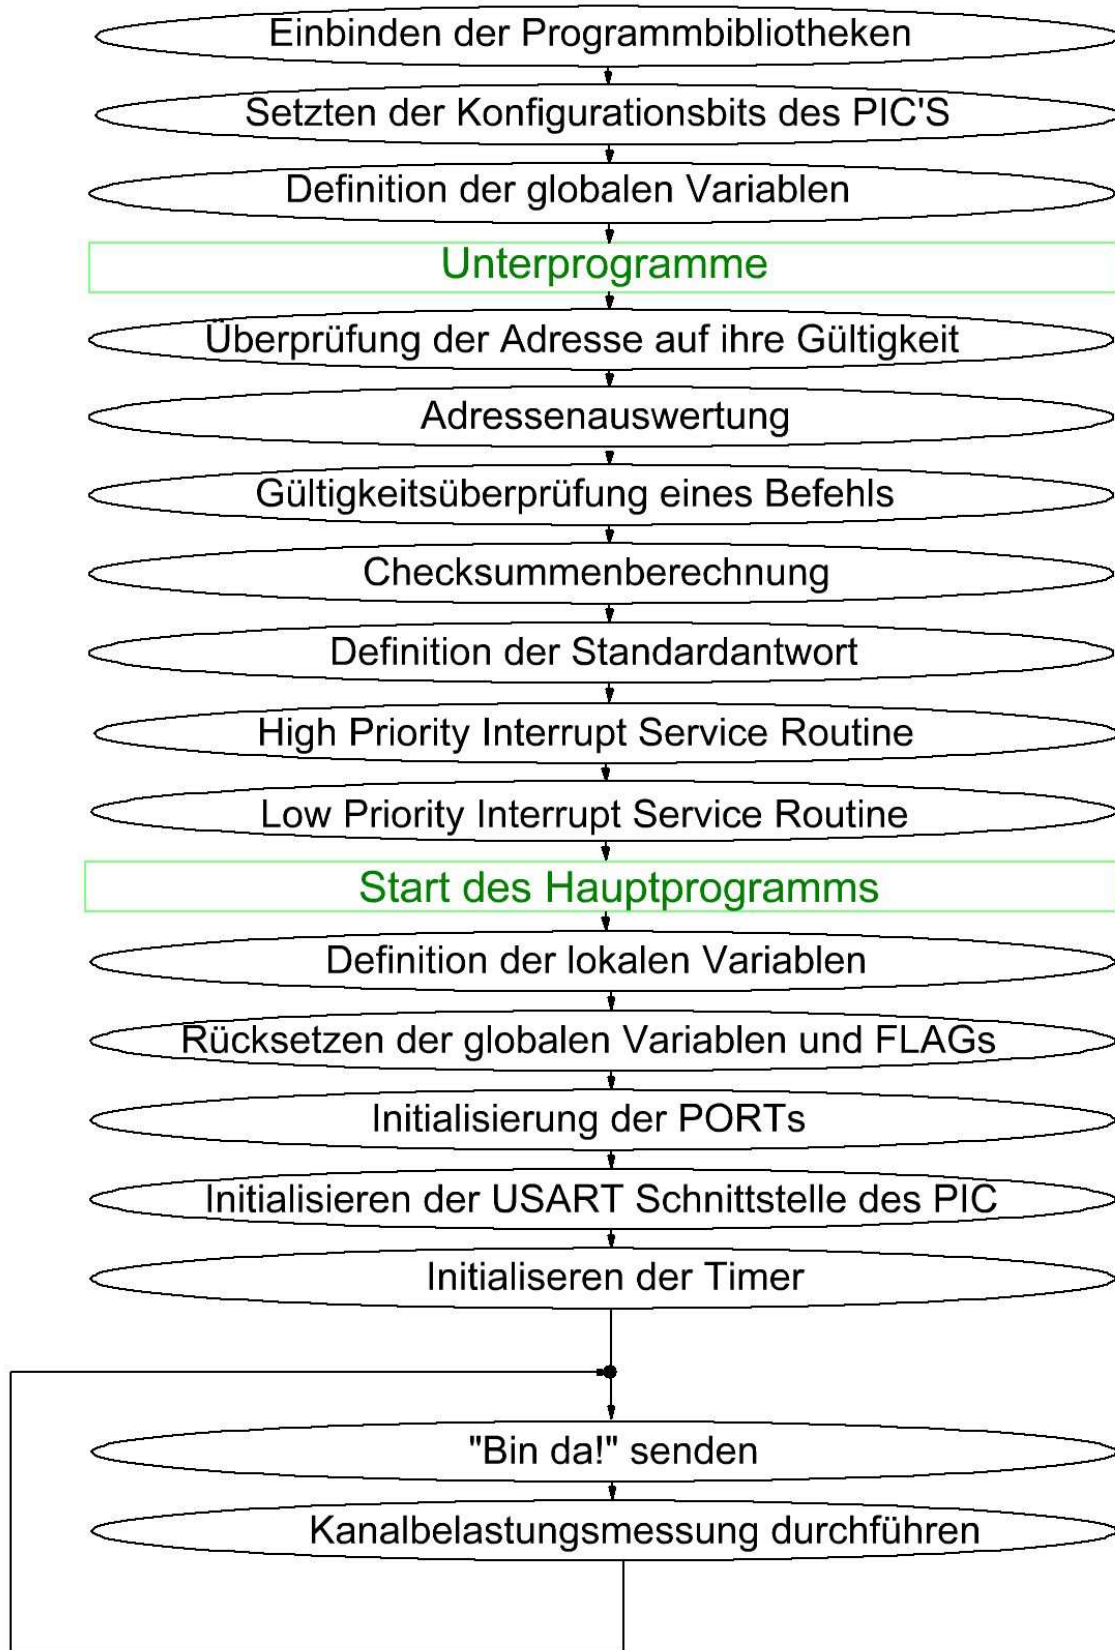 Einbinden der Programmbibliotheken
Setzten der Konfigurationsbits des PIC'S
Definition der globalen Variablen
Unterprogramme
Überprüfung der Adresse auf ihre Gültigkeit
Adressenauswertung
Gültigkeitsüberprüfung eines Befehls
Checksummenberechnung
Definition der Standardantwort
High Priority Interrupt Service Routine
Low Priority Interrupt Service Routine
Start des Hauptprogramms
Definition der lokalen Variablen
Rücksetzen der globalen Variablen und FLAGs
Initialisierung der PORTs
Initialisieren der USART Schnittstelle des PIC
Initialiseren der Timer
"Bin da!" senden
Kanalbelastungsmessung durchführen